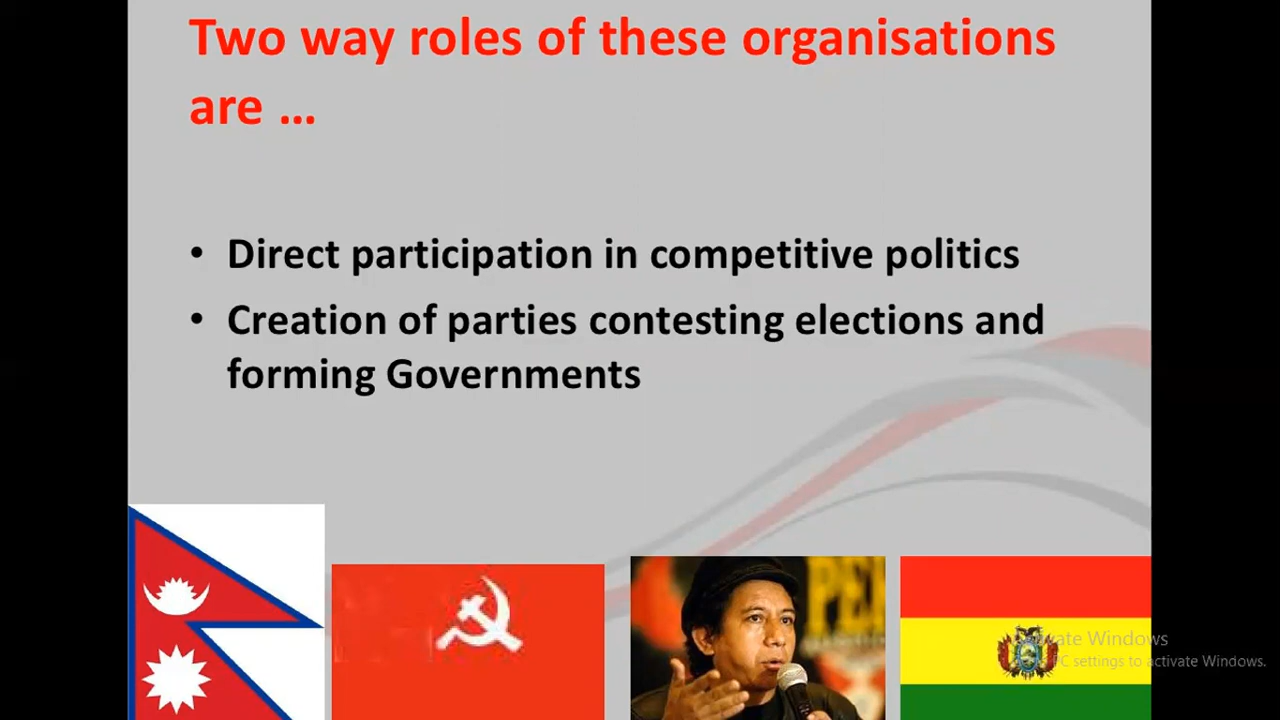 Two way roles of these organisations
are ...
• Direct participation in competitive politics
• Creation of parties contesting elections and
forming Governments
Activate Windows
PC settings to activate Windows.